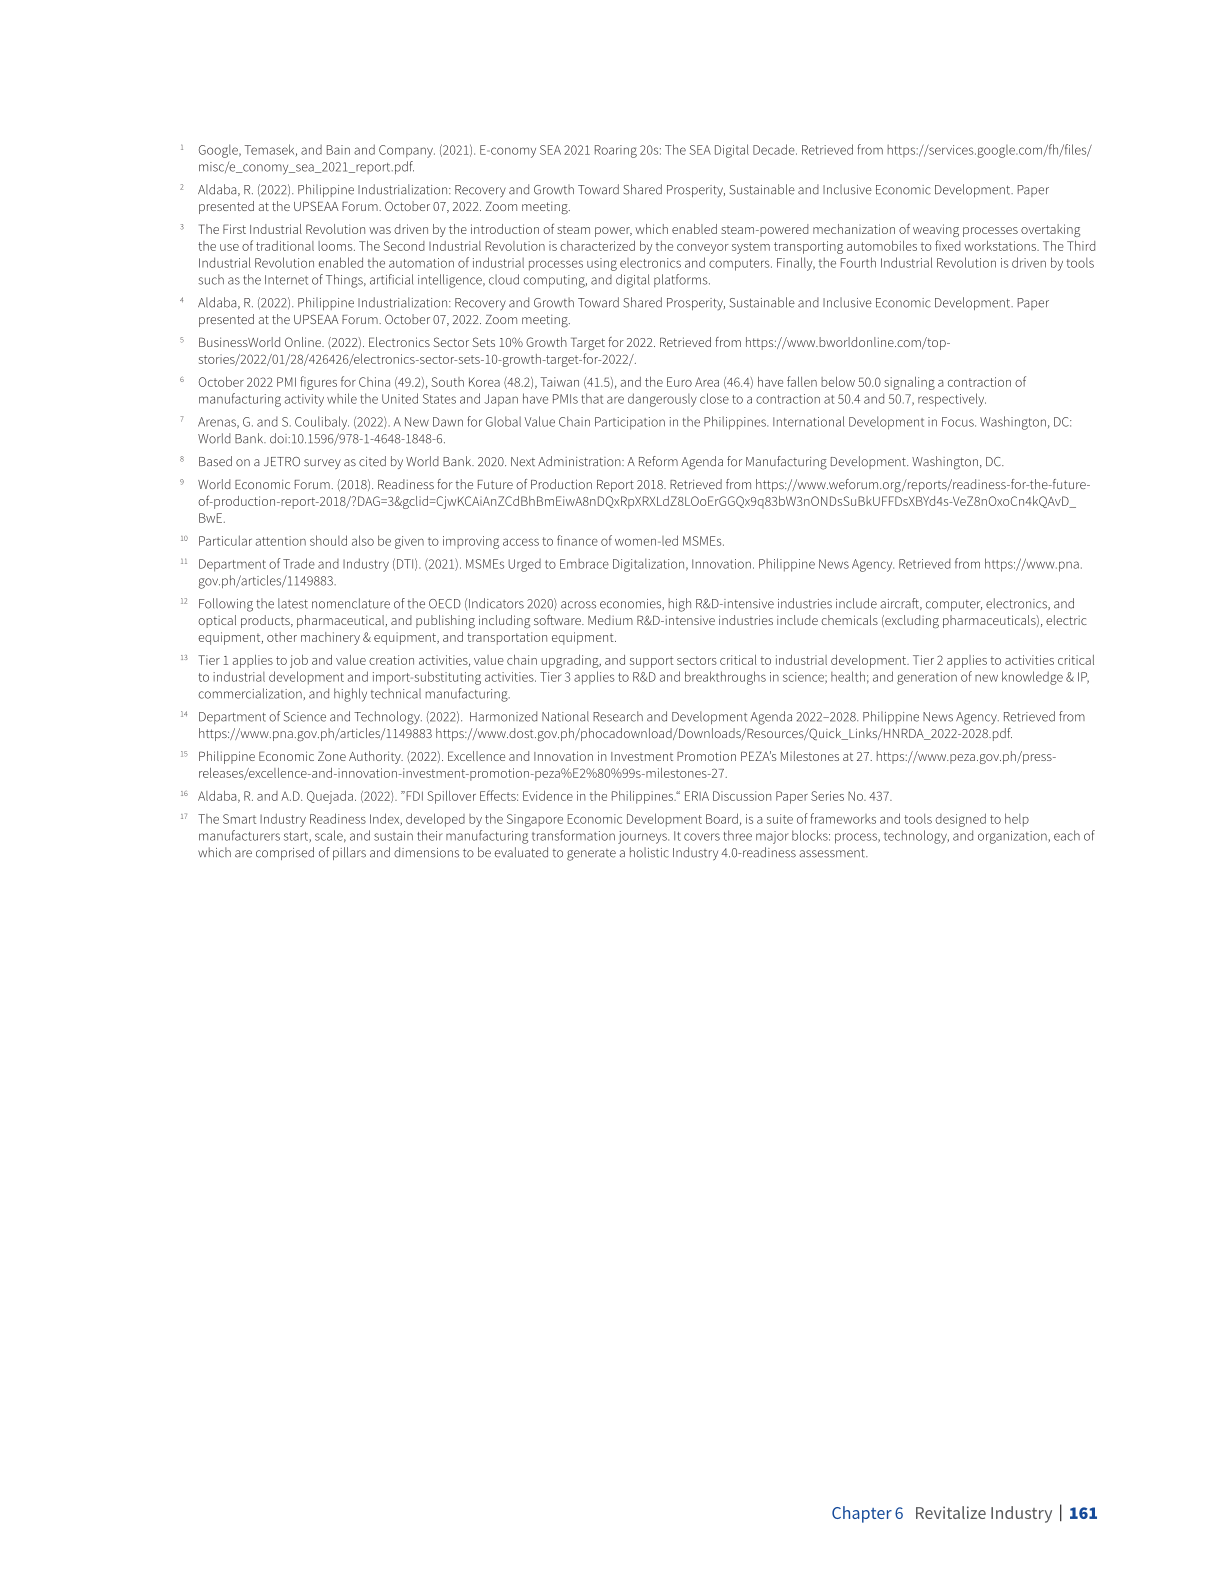 1 Google, Temasek, and Bain and Company. (2021). E-conomy SEA 2021 Roaring 20s: The SEA Digital Decade. Retrieved from https://services.google.com/fh/files/
misc/e_conomy_sea_2021_report.pdf.
2 Aldaba, R. (2022). Philippine Industrialization: Recovery and Growth Toward Shared Prosperity, Sustainable and Inclusive Economic Development. Paper
presented at the UPSEAA Forum. October 07, 2022. Zoom meeting.
3 The First Industrial Revolution was driven by the introduction of steam power, which enabled steam-powered mechanization of weaving processes overtaking
the use of traditional looms. The Second Industrial Revolution is characterized by the conveyor system transporting automobiles to fixed workstations. The Third
Industrial Revolution enabled the automation of industrial processes using electronics and computers. Finally, the Fourth Industrial Revolution is driven by tools
such as the Internet of Things, artificial intelligence, cloud computing, and digital platforms.
4 Aldaba, R. (2022). Philippine Industrialization: Recovery and Growth Toward Shared Prosperity, Sustainable and Inclusive Economic Development. Paper
presented at the UPSEAA Forum. October 07, 2022. Zoom meeting.
5 BusinessWorld Online. (2022). Electronics Sector Sets 10% Growth Target for 2022. Retrieved from https://www.bworldonline.com/top-
stories/2022/01/28/426426/electronics-sector-sets-10-growth-target-for-2022/.
6 October 2022 PMI figures for China (49.2), South Korea (48.2), Taiwan (41.5), and the Euro Area (46.4) have fallen below 50.0 signaling a contraction of
manufacturing activity while the United States and Japan have PMIs that are dangerously close to a contraction at 50.4 and 50.7, respectively.
7 Arenas, G. and S. Coulibaly. (2022). A New Dawn for Global Value Chain Participation in the Philippines. International Development in Focus. Washington, DC:
World Bank. doi:10.1596/978-1-4648-1848-6.
8 Based on a JETRO survey as cited by World Bank. 2020. Next Administration: A Reform Agenda for Manufacturing Development. Washington, DC.
9 World Economic Forum. (2018). Readiness for the Future of Production Report 2018. Retrieved from https://www.weforum.org/reports/readiness-for-the-future-
of-production-report-2018/?DAG=3&gclid=CjwKCAiAnZCdBhBmEiwA8nDQxRpXRXLdZ8LOoErGGQx9q83bW3nONDsSuBkUFFDsXBYd4s-VeZ8nOxoCn4kQAvD_
BwE.
10 Particular attention should also be given to improving access to finance of women-led MSMEs.
11 Department of Trade and Industry (DTI). (2021). MSMEs Urged to Embrace Digitalization, Innovation. Philippine News Agency. Retrieved from https://www.pna.
gov.ph/articles/1149883.
12 Following the latest nomenclature of the OECD (Indicators 2020) across economies, high R&D-intensive industries include aircraft, computer, electronics, and
optical products, pharmaceutical, and publishing including software. Medium R&D-intensive industries include chemicals (excluding pharmaceuticals), electric
equipment, other machinery & equipment, and transportation equipment.
13 Tier 1 applies to job and value creation activities, value chain upgrading, and support sectors critical to industrial development. Tier 2 applies to activities critical
to industrial development and import-substituting activities. Tier 3 applies to R&D and breakthroughs in science; health; and generation of new knowledge & IP,
commercialization, and highly technical manufacturing.
14 Department of Science and Technology. (2022). Harmonized National Research and Development Agenda 2022–2028. Philippine News Agency. Retrieved from
https://www.pna.gov.ph/articles/1149883 https://www.dost.gov.ph/phocadownload/Downloads/Resources/Quick_Links/HNRDA_2022-2028.pdf.
15 Philippine Economic Zone Authority. (2022). Excellence and Innovation in Investment Promotion PEZA's Milestones at 27. https://www.peza.gov.ph/press-
releases/excellence-and-innovation-investment-promotion-peza%E2%80%99s-milestones-27.
16 Aldaba, R. and A.D. Quejada. (2022). ”FDI Spillover Effects: Evidence in the Philippines.“ ERIA Discussion Paper Series No. 437.
17 The Smart Industry Readiness Index, developed by the Singapore Economic Development Board, is a suite of frameworks and tools designed to help
manufacturers start, scale, and sustain their manufacturing transformation journeys. It covers three major blocks: process, technology, and organization, each of
which are comprised of pillars and dimensions to be evaluated to generate a holistic Industry 4.0-readiness assessment.
Chapter 6 Revitalize Industry | 161